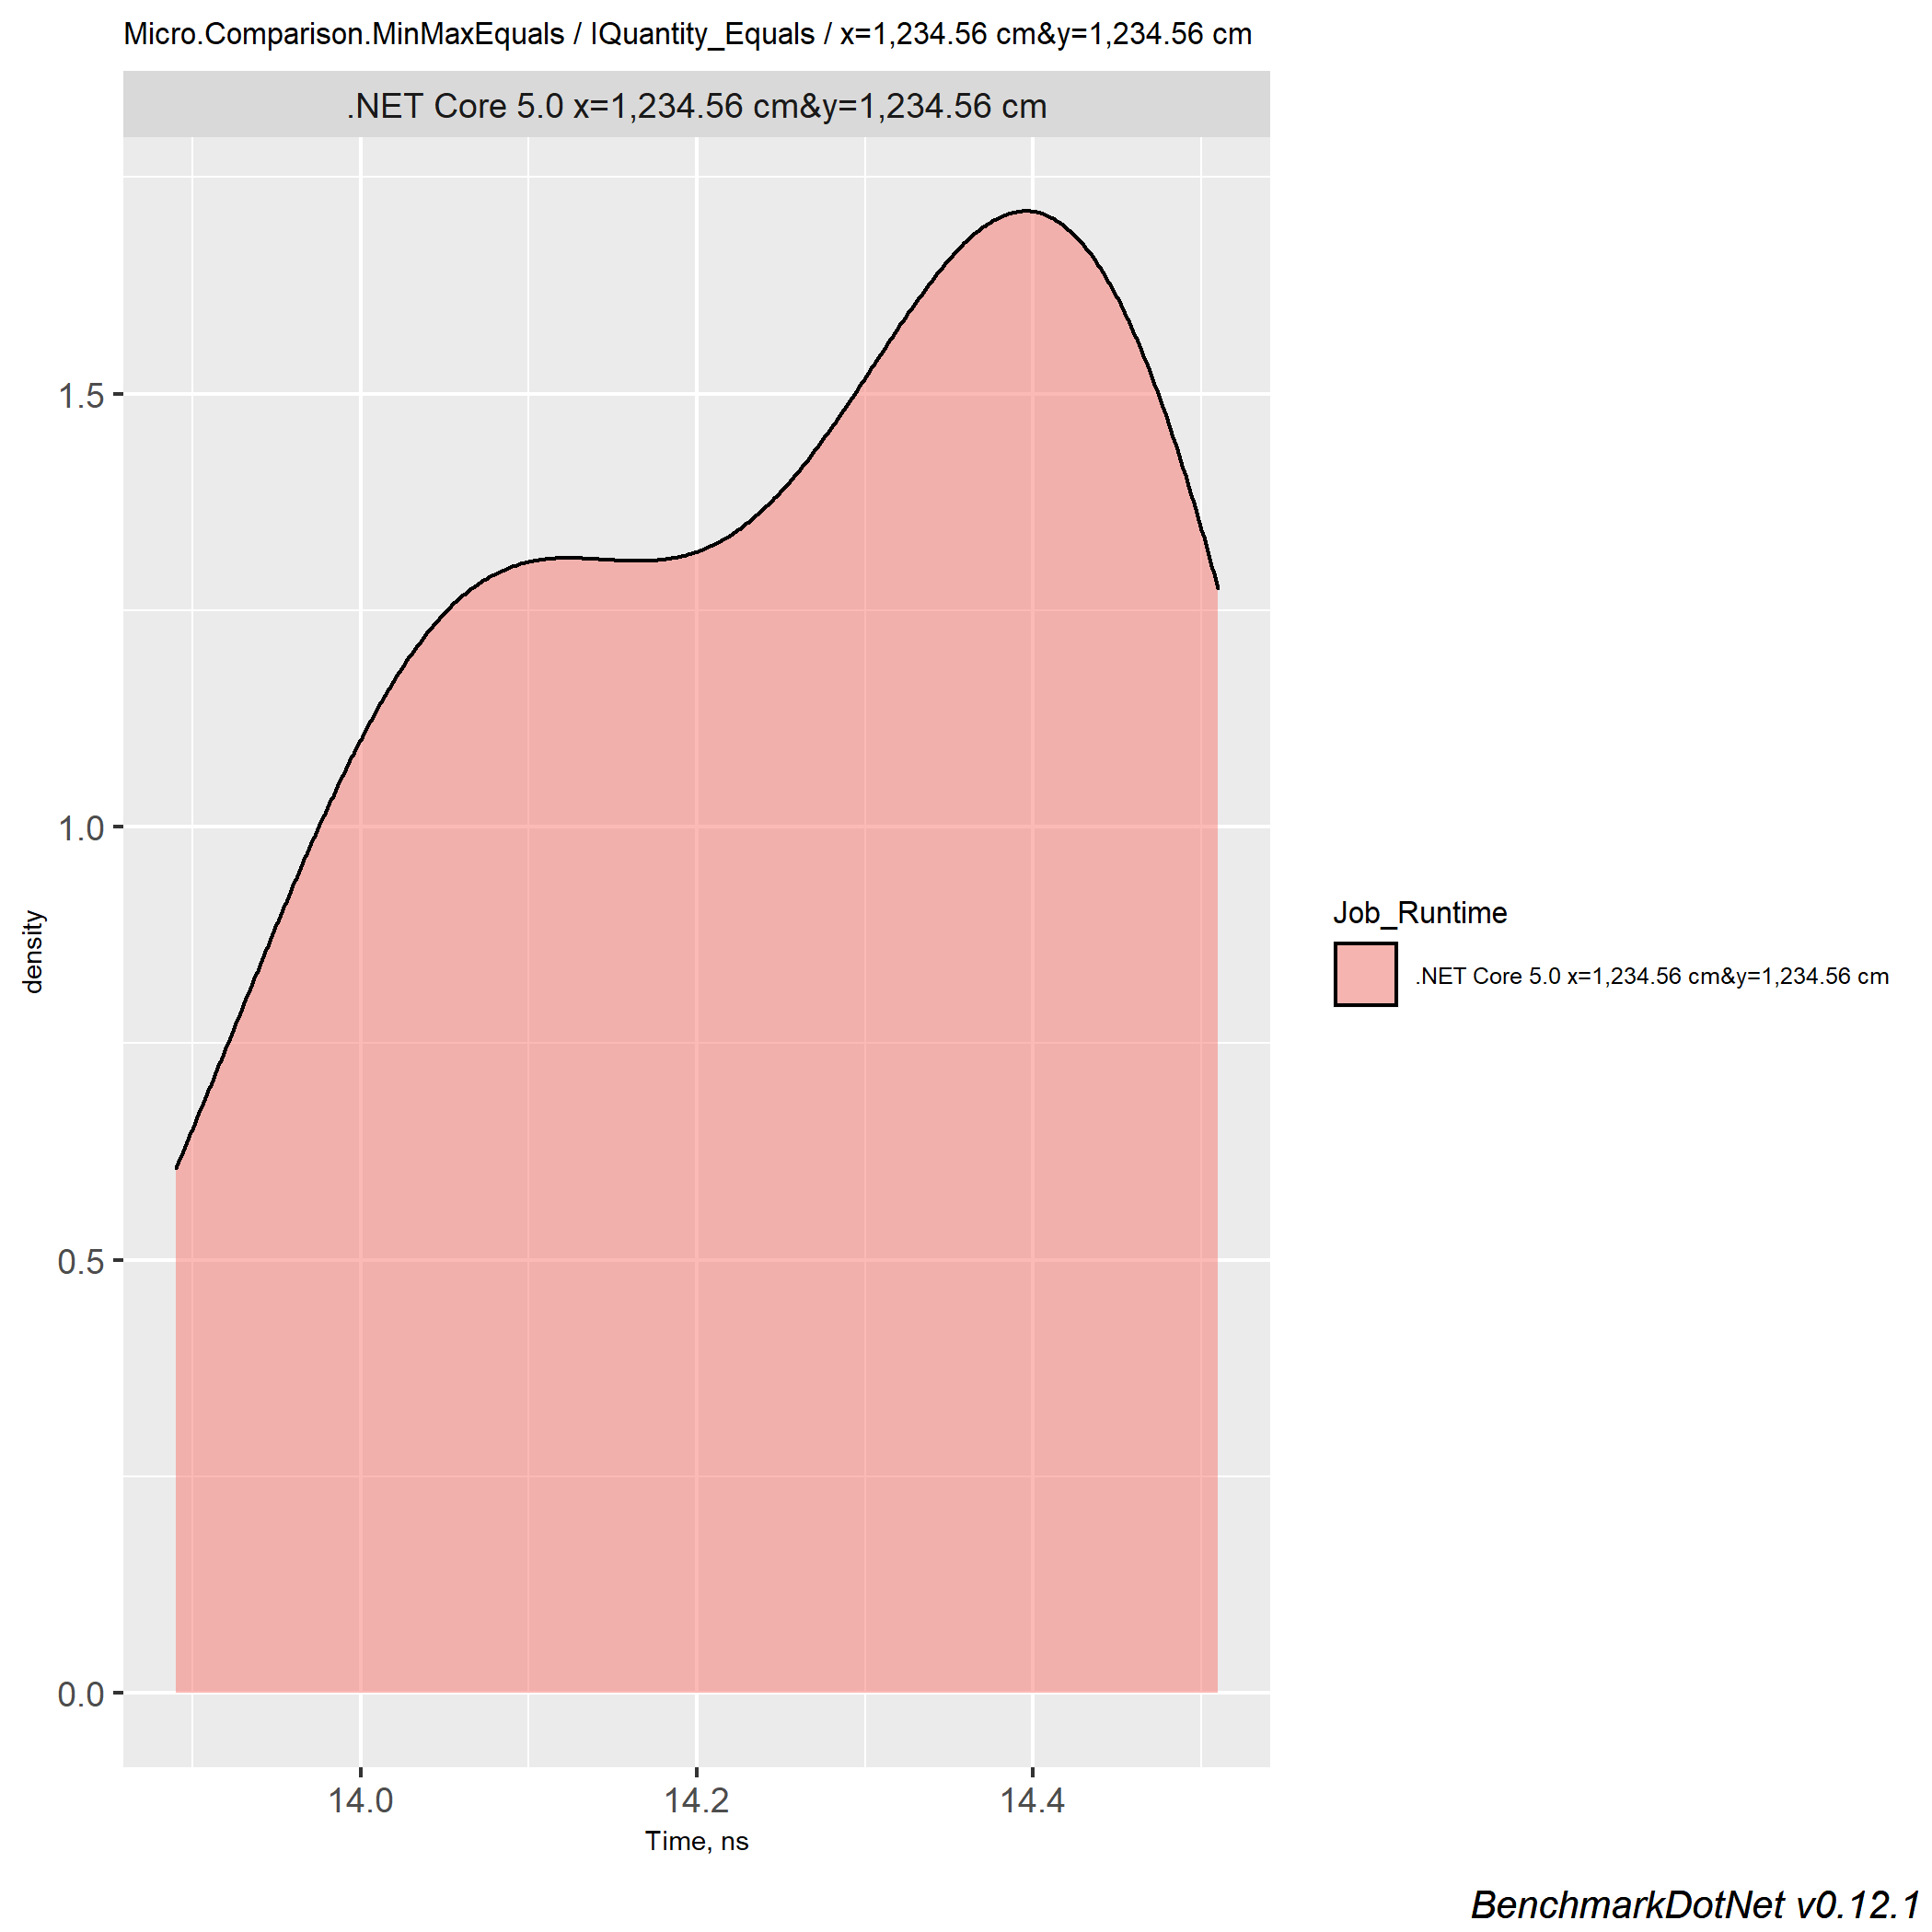 Micro.Comparison.MinMaxEquals / IQuantity_Equals / x=1,234.56 cm&y=1,234.56 cm
.NET Core 5.0 x=1,234.56 cm&y=1,234.56 cm
1.5
1.0
0.5
0.0
density
14.0 14.2 14.4
Time, ns
Job_Runtime
.NET Core 5.0 x=1,234.56 cm&y=1,234.56 cm
BenchmarkDotNet v0.12.1